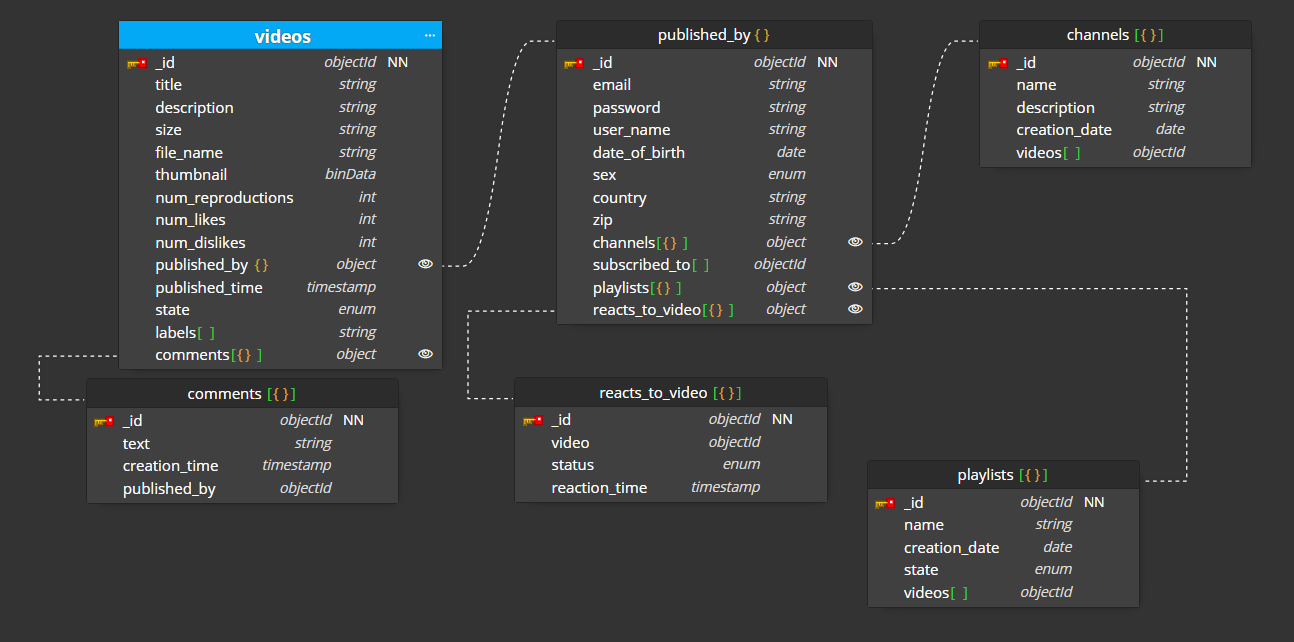 videos ...
_id objectId NN
title string
description string
size string
file_name string
thumbnail binData
num_reproductions int
num_likes int
num_dislikes int
published_by {} object
published_time timestamp
state enum
labels[ ] string
comments[{} ] object
published_by {}
_id objectId NN
email string
password string
user_name string
date_of_birth date
sex enum
country string
zip string
channels[{} ] object
subscribed_to[ ] objectId
playlists[{} ] object
reacts_to_video[{} ] object
channels [{}]
_id objectId NN
name string
description string
creation_date date
videos[ ] objectId
comments [{}]
_id objectId NN
text string
creation_time timestamp
published_by objectId
reacts_to_video [{}]
_id objectId NN
video objectId
status enum
reaction_time timestamp
playlists [{}]
_id objectId NN
name string
creation_date date
state enum
videos[ ] objectId